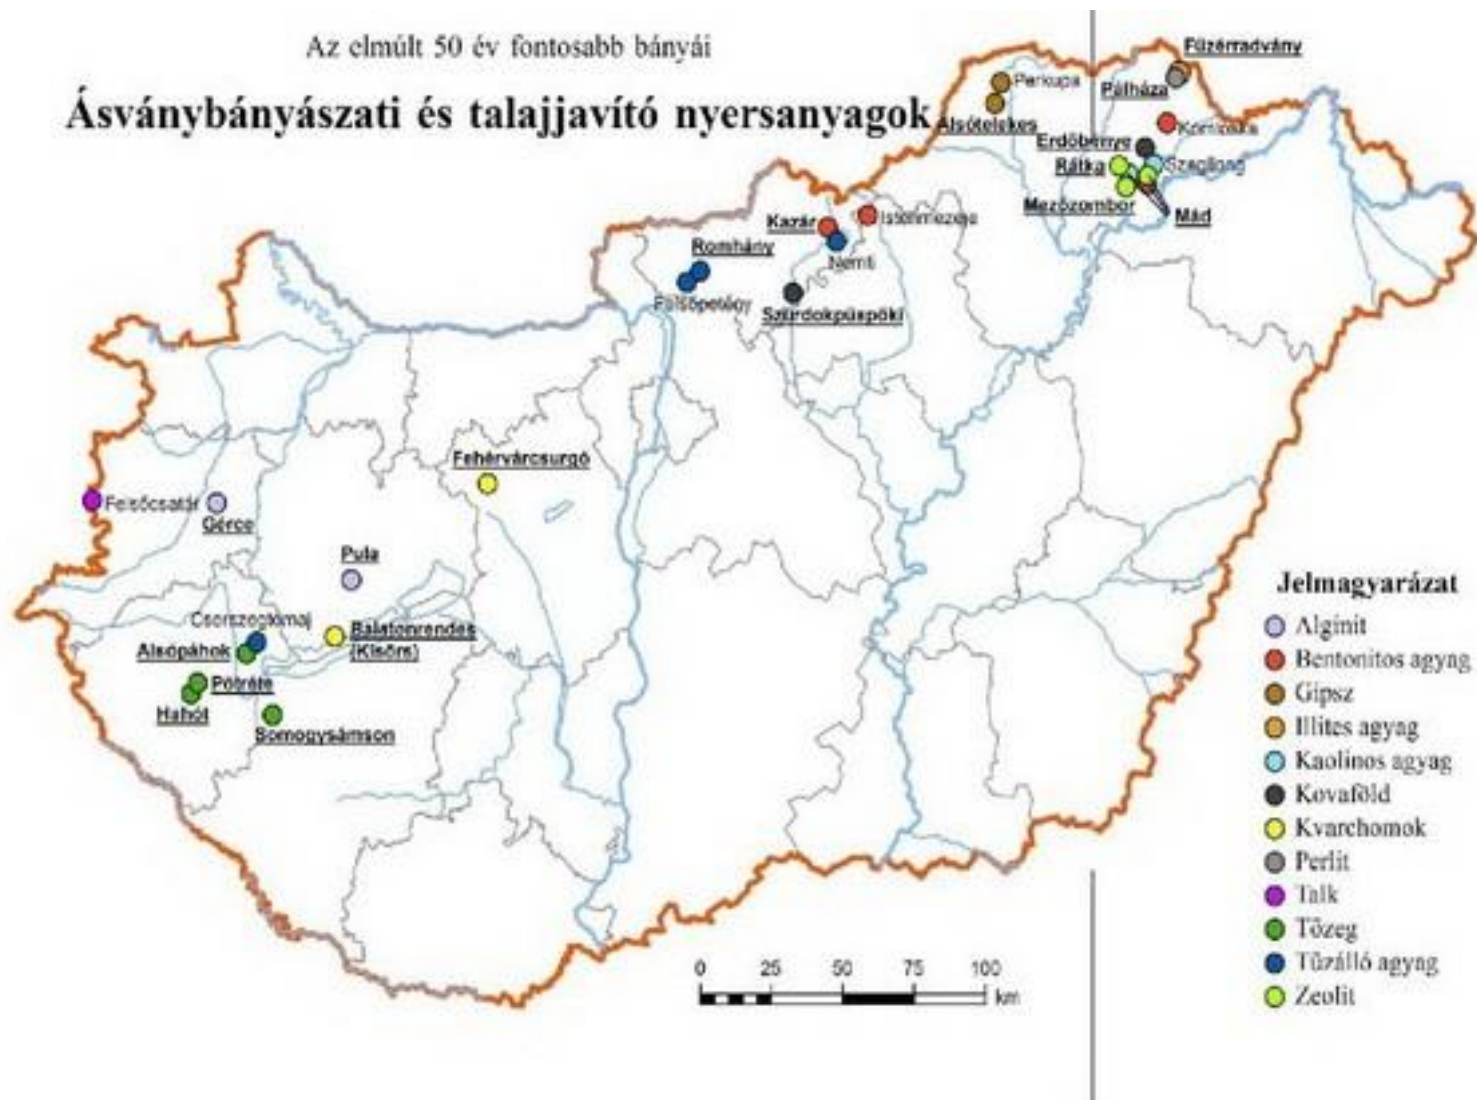 Az elmúlt 50 év fontosabb bányái
Ásványbányászati és talajjavító nyersanyagok
Füzérradvány
Perkupa
Pálháza
Alsótelekes
Komlóska
Erdőbénye
Rátka
Szegilong
Mezőzombor
Mád
Kazár
Istenmezeje
Romhány
Nemti
Felsőpetény
Szurdokpüspöki
Fehérvárcsurgó
Felsőcsatár
Gérce
Pula
Cserszegtomaj
Alsópáhok
Balatonrendes
(Kisörs)
Pötréte
Hahót
Somogysámson
Jelmagyarázat
Alginit
Bentonitos agyag
Gipsz
Illites agyag
Kaolinos agyag
Kovaföld
Kvarchomok
Perlit
Talk
Tőzeg
Tűzálló agyag
Zeolit
0 25 50 75 100
km